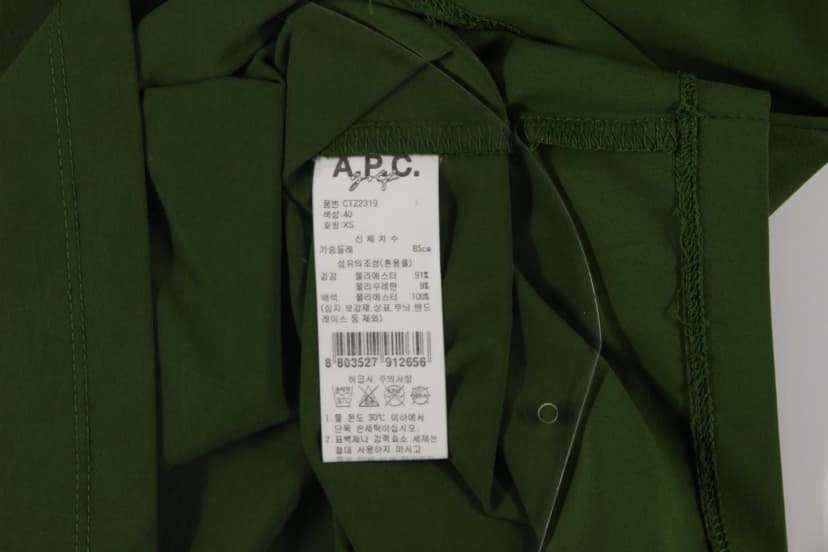 A.P.C.
golf
품번:CTZ2319
색상:40
호칭:XS
신체치수
가슴둘레 85cm
섬유의조성(혼용율)
겉감 폴리에스터 91%
폴리우레탄 9%
배색 폴리에스터 100%
(심지,보강재,상표,무늬,밴드
레이스 등 제외)
8 803527 912656
취급시 주의사항
1.물 온도 30℃ 이하에서
단독 손세탁하십시오
2.표백제나 강력효소 세제는
절대 사용하지 마시고